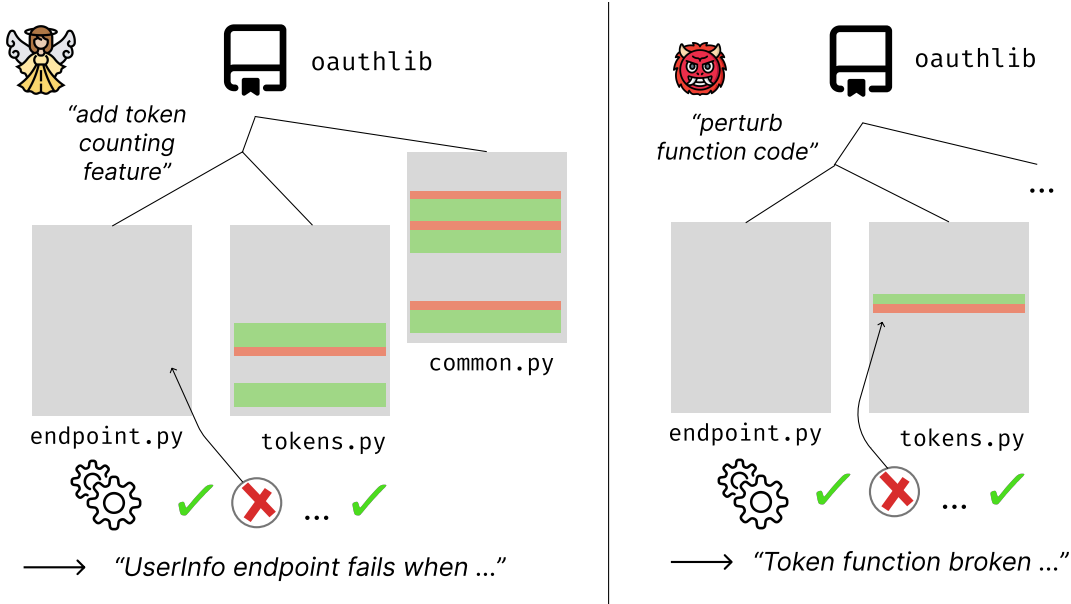 oauthlib
“add token
counting
feature”
common.py
endpoint.py
tokens.py
...
“UserInfo endpoint fails when ...”
oauthlib
“perturb
function code”
...
endpoint.py
tokens.py
...
“Token function broken ...”